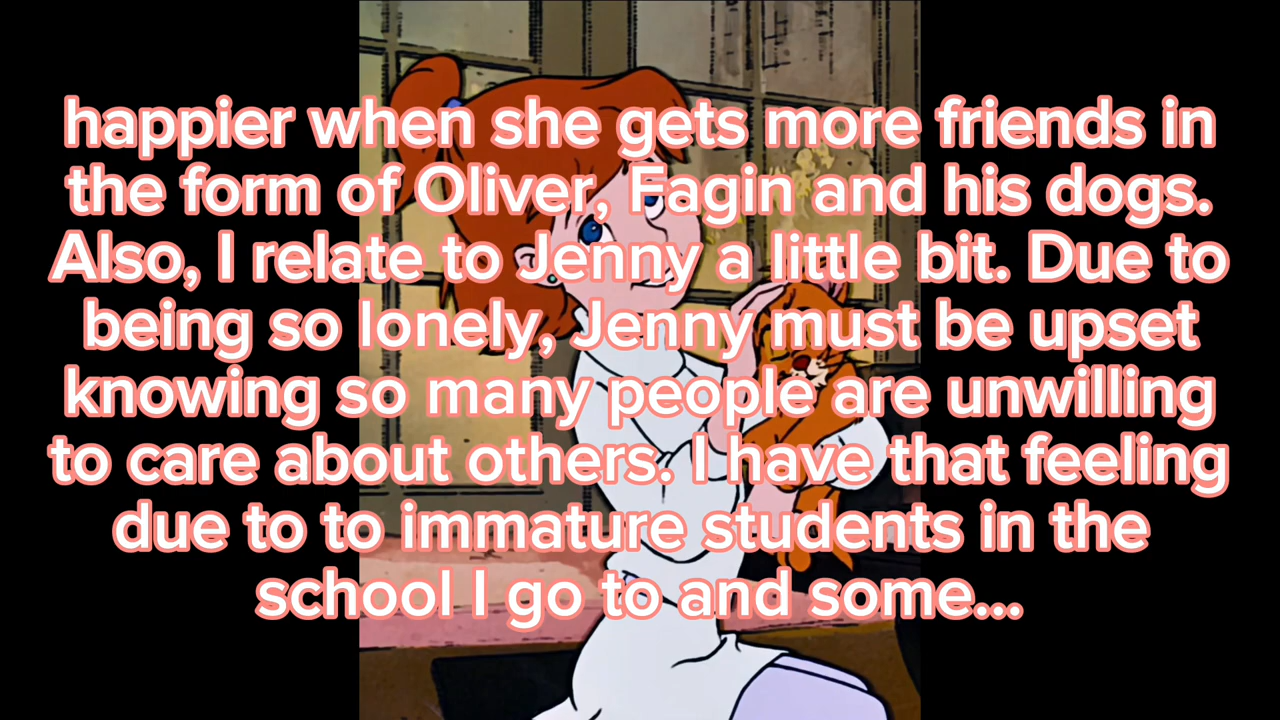 happier when she gets more friends in
the form of Oliver, Fagin and his dogs.
Also, I relate to Jenny a little bit. Due to
being so lonely, Jenny must be upset
knowing so many people are unwilling
to care about others. I have that feeling
due to to immature students in the
school I go to and some...